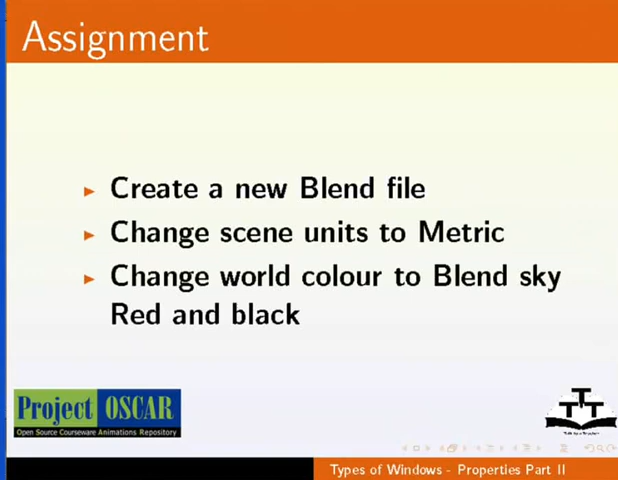 Assignment
Create a new Blend file
Change scene units to Metric
Change world colour to Blend sky
Red and black
Project OSCAR
Open Source Courseware Animations Repository
TTT
Types of Windows - Properties Part II